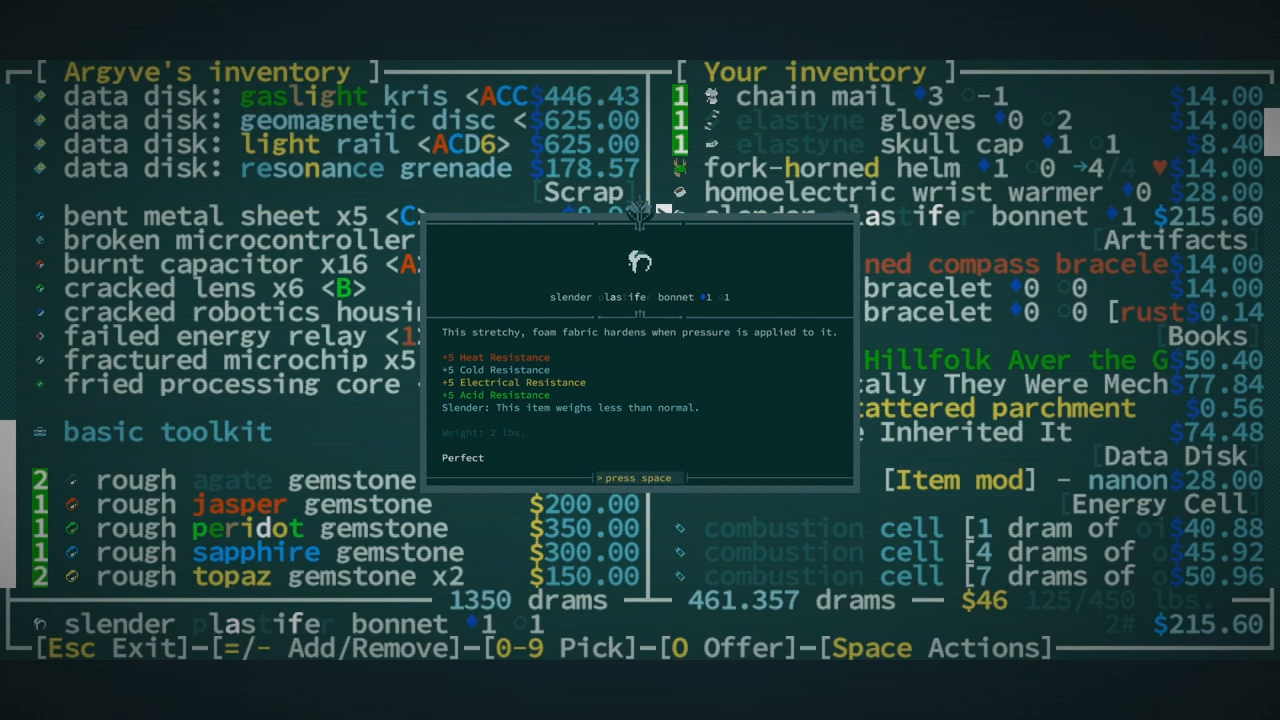 [ Argyve's inventory ]
data disk: gaslight kris <ACC $446.43
data disk: geomagnetic disc < $625.00
data disk: light rail <ACD6> $625.00
data disk: resonance grenade $178.57
[Scrap]
bent metal sheet x5 <C>
broken microcontroller
burnt capacitor x16 <A
cracked lens x6 <B>
cracked robotics housi
failed energy relay <1
fractured microchip x5
fried processing core
basic toolkit
2 rough agate gemstone
1 rough jasper gemstone $200.00
1 rough peridot gemstone $350.00
1 rough sapphire gemstone $300.00
2 rough topaz gemstone x2 $150.00
1350 drams
[ Your inventory ]
1 chain mail ♦3 ○-1 $14.00
1 elastyne gloves ♦0 ○2 $14.00
1 elastyne skull cap ♦1 ○1 $8.40
fork-horned helm ♦1 ○0 →4/ ♥ $14.00
homoelectric wrist warmer ♦0 $28.00
slender plastifer bonnet ♦1 $215.60
[Artifacts]
ned compass bracele $14.00
bracelet ♦0 ○0 $14.00
bracelet ♦0 ○0 [rust $0.14
[Books]
Hillfolk Aver the G $50.40
cally They Were Mech $77.84
tattered parchment $0.56
e Inherited It $74.48
[Data Disk]
[Item mod] - nanon $28.00
[Energy Cell]
combustion cell [1 dram of oi $40.88
combustion cell [4 drams of o $45.92
combustion cell [7 drams of o $50.96
461.357 drams — $46 125/450 lbs.
slender plastifer bonnet ♦1 ○1
This stretchy, foam fabric hardens when pressure is applied to it.
+5 Heat Resistance
+5 Cold Resistance
+5 Electrical Resistance
+5 Acid Resistance
Slender: This item weighs less than normal.
Weight: 2 lbs.
Perfect
>press space
slender plastifer bonnet ♦1 ○1 2# $215.60
[Esc Exit]—[=/- Add/Remove]—[0-9 Pick]—[O Offer]—[Space Actions]